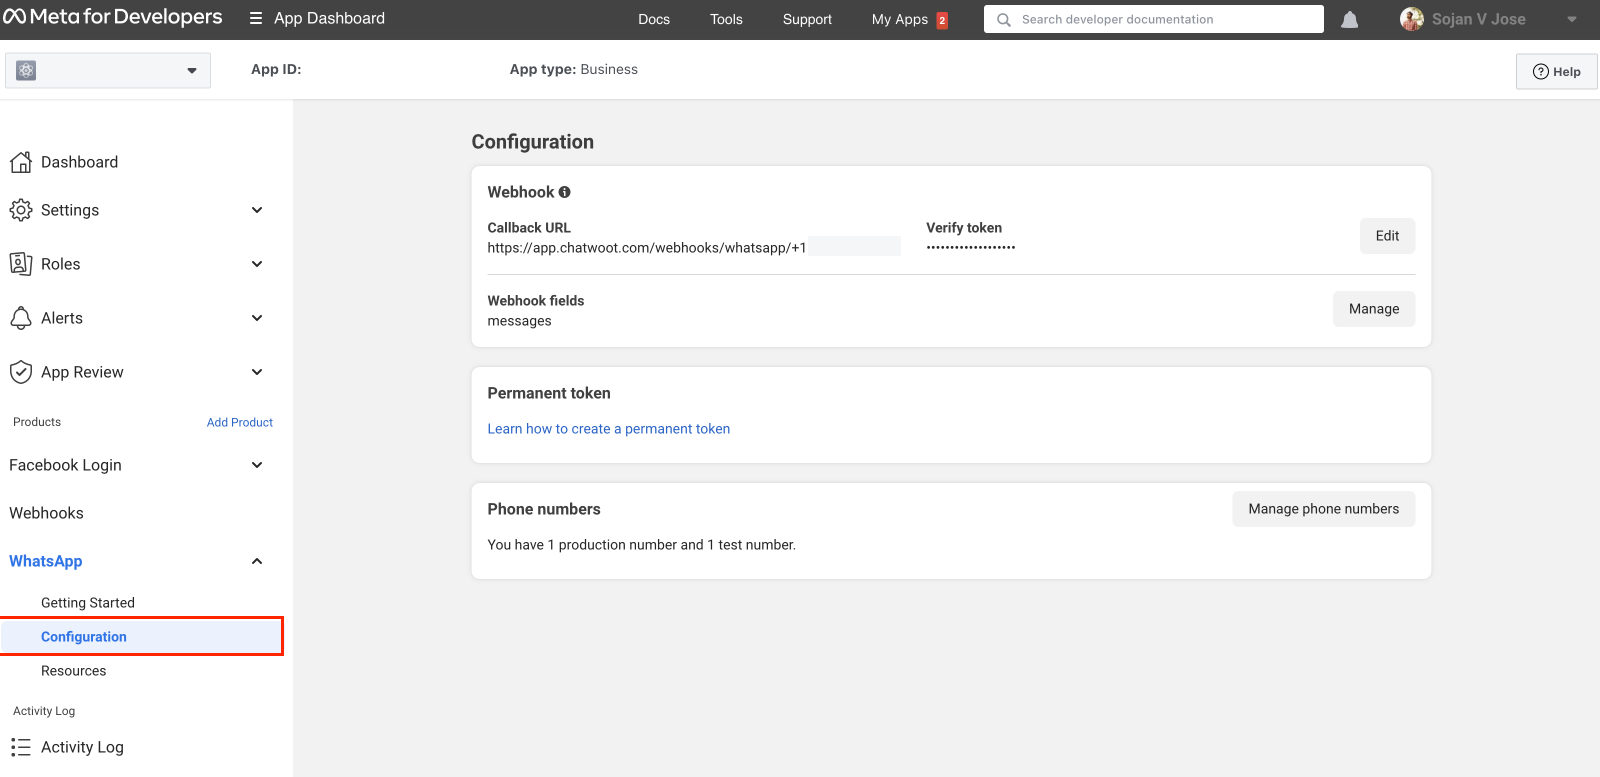 Meta for Developers
App Dashboard
Docs
Tools
Support
My Apps 2
Search developer documentation
Sojan V Jose
App ID:
App type: Business
Help
Dashboard
Settings
Roles
Alerts
App Review
Products
Add Product
Facebook Login
Webhooks
WhatsApp
Getting Started
Configuration
Resources
Activity Log
Activity Log
Configuration
Webhook
Callback URL
https://app.chatwoot.com/webhooks/whatsapp/+1
Verify token
•••••••••••••••••••
Edit
Webhook fields
messages
Manage
Permanent token
Learn how to create a permanent token
Phone numbers
Manage phone numbers
You have 1 production number and 1 test number.